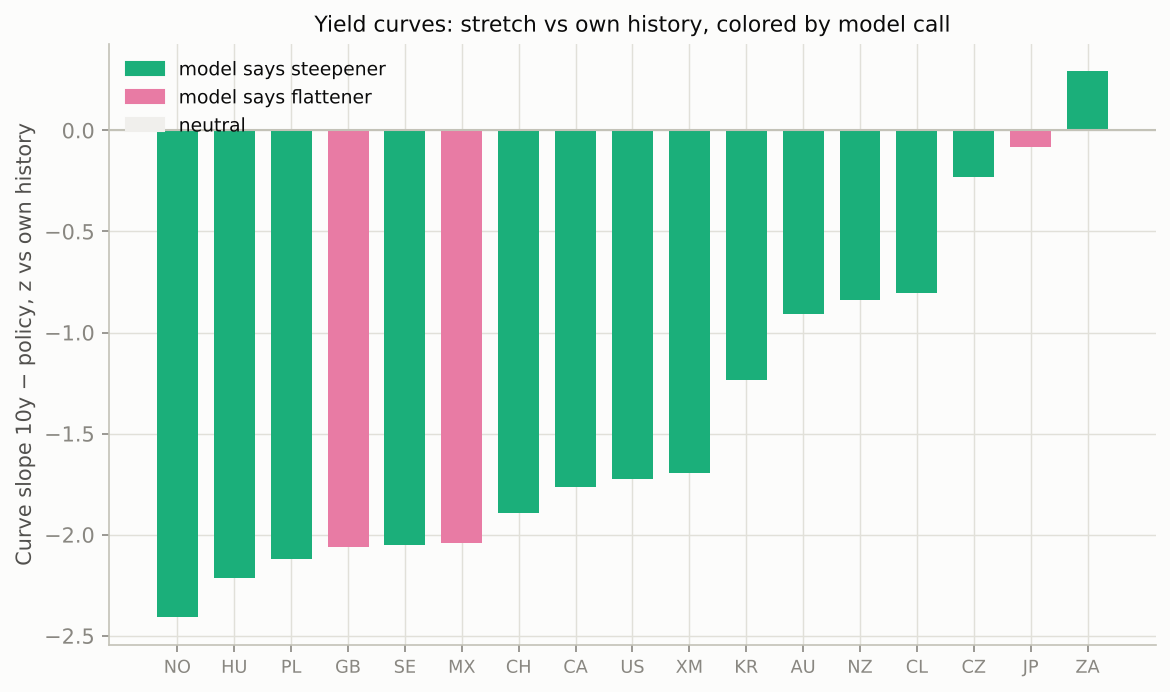 Yield curves: stretch vs own history, colored by model call
model says steepener
model says flattener
neutral
Curve slope 10y − policy, z vs own history
0.0
−0.5
−1.0
−1.5
−2.0
−2.5
NO HU PL GB SE MX CH CA US XM KR AU NZ CL CZ JP ZA